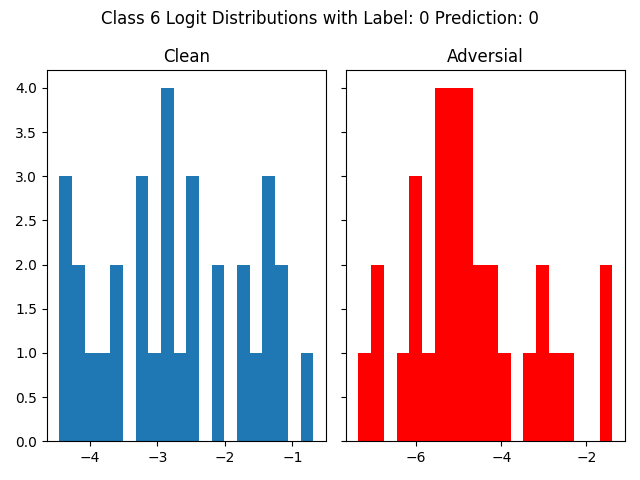 Class 6 Logit Distributions with Label: 0 Prediction: 0
Clean
Adversial
4.0
3.5
3.0
2.5
2.0
1.5
1.0
0.5
0.0
−4 −3 −2 −1
−6 −4 −2